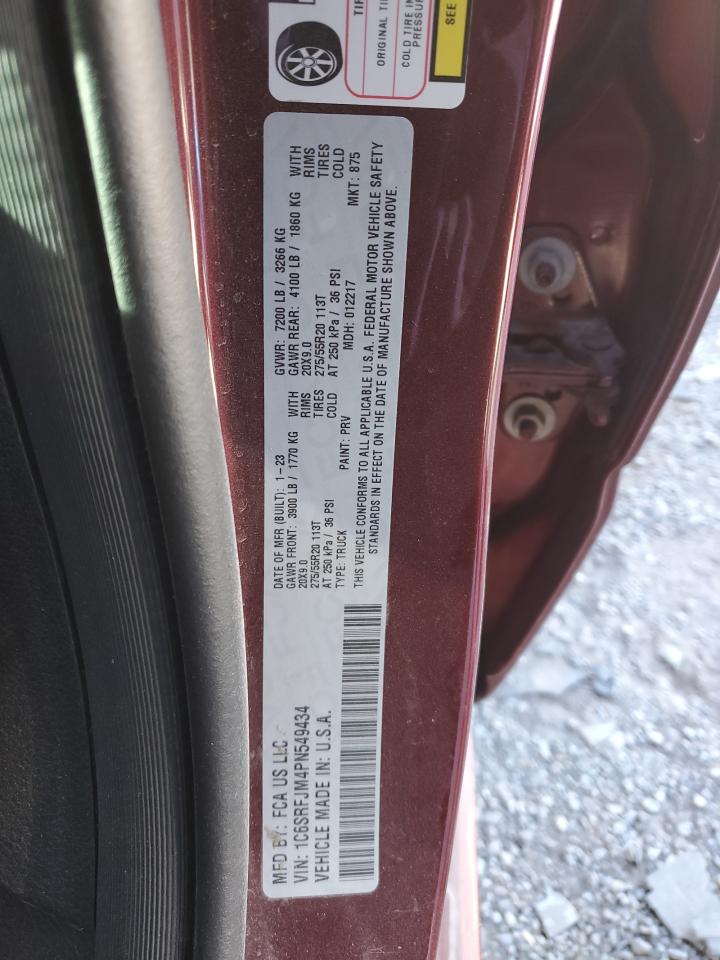 TIR
ORIGINAL TI
COLD TIRE IN
PRESSUR
SEE
MFD BY: FCA US LLC
DATE OF MFR (BUILT): 1-23
GVWR: 7200 LB / 3266 KG
GAWR FRONT: 3900 LB / 1770 KG WITH
GAWR REAR: 4100 LB / 1860 KG WITH
20X9.0 RIMS
20X9.0 RIMS
275/55R20 113T TIRES
275/55R20 113T TIRES
AT 250 kPa / 36 PSI COLD
AT 250 kPa / 36 PSI COLD
VIN: 1C6SRFJM4PN549434
TYPE: TRUCK
PAINT: PRV
MDH: 012217
MKT: 875
VEHICLE MADE IN: U.S.A.
THIS VEHICLE CONFORMS TO ALL APPLICABLE U.S.A. FEDERAL MOTOR VEHICLE SAFETY
STANDARDS IN EFFECT ON THE DATE OF MANUFACTURE SHOWN ABOVE.